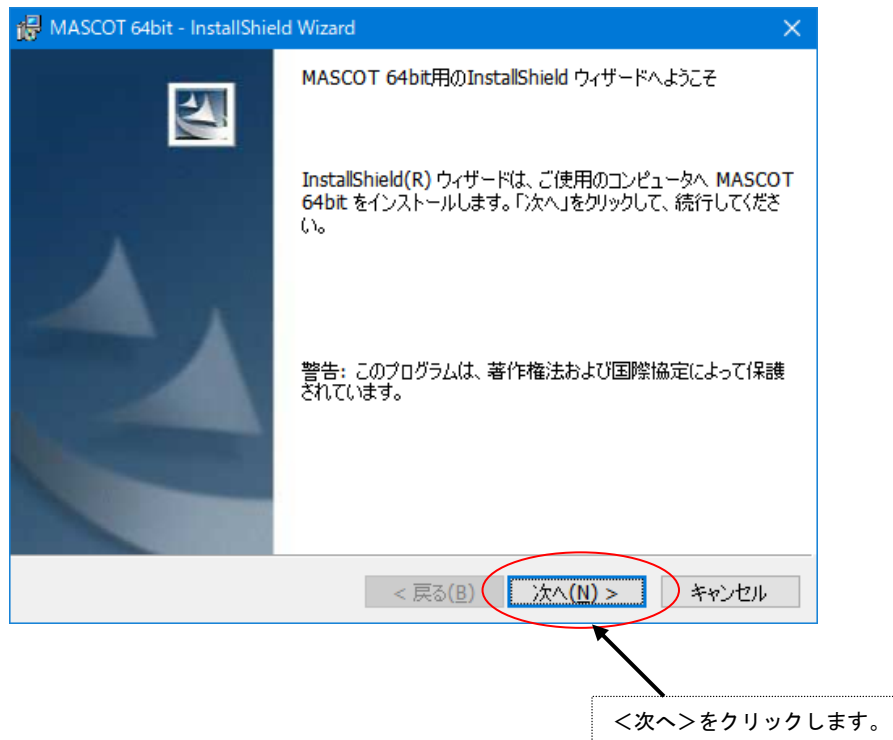 MASCOT 64bit - InstallShield Wizard
MASCOT 64bit用のInstallShield ウィザードへようこそ
InstallShield(R) ウィザードは、ご使用のコンピュータへ MASCOT
64bit をインストールします。「次へ」をクリックして、続行してくださ
い。
警告: このプログラムは、著作権法および国際協定によって保護
されています。
< 戻る(B)
次へ(N) >
キャンセル
＜次へ＞をクリックします。